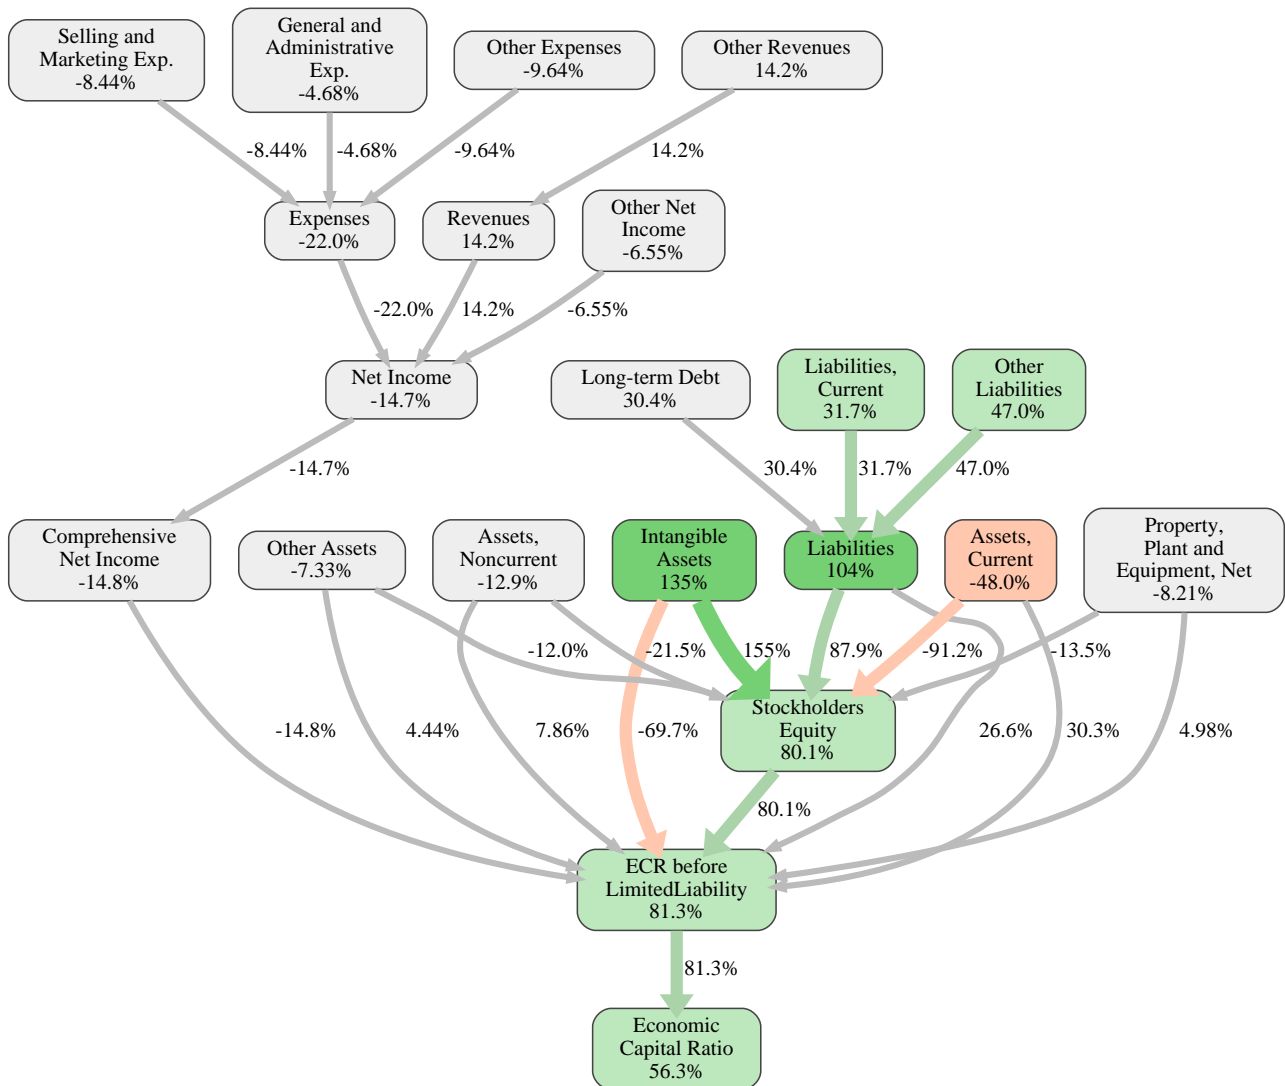 Selling and
Marketing Exp.
-8.44%
General and
Administrative
Exp.
-4.68%
Other Expenses
-9.64%
Other Revenues
14.2%
-8.44%
-4.68%
-9.64%
14.2%
Expenses
-22.0%
Revenues
14.2%
Other Net
Income
-6.55%
-22.0%
14.2%
-6.55%
Net Income
-14.7%
Long-term Debt
30.4%
Liabilities,
Current
31.7%
Other
Liabilities
47.0%
-14.7%
30.4%
31.7%
47.0%
Comprehensive
Net Income
-14.8%
Other Assets
-7.33%
Assets,
Noncurrent
-12.9%
Intangible
Assets
135%
Liabilities
104%
Assets,
Current
-48.0%
Property,
Plant and
Equipment, Net
-8.21%
-12.0%
-21.5%
155%
87.9%
-91.2%
-13.5%
Stockholders
Equity
80.1%
-14.8%
4.44%
7.86%
-69.7%
26.6%
30.3%
4.98%
80.1%
ECR before
LimitedLiability
81.3%
81.3%
Economic
Capital Ratio
56.3%